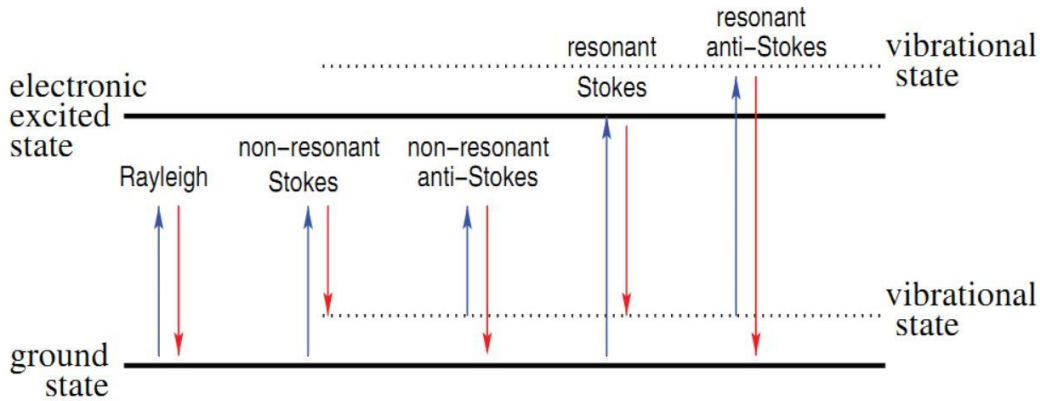 resonant
anti−Stokes
resonant
Stokes
vibrational
state
electronic
excited
state
non−resonant
Stokes
non−resonant
anti−Stokes
Rayleigh
vibrational
state
ground
state